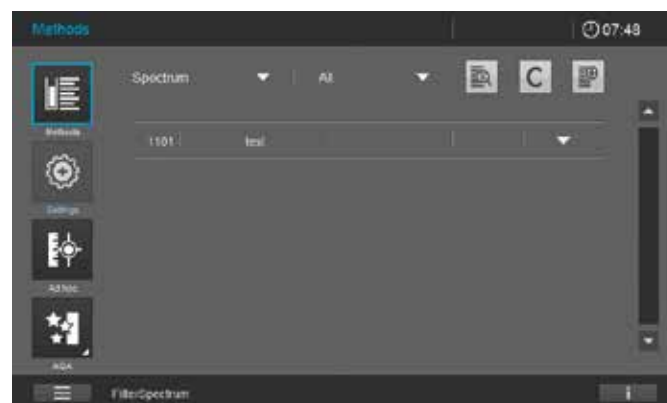 Methods 07:48
Spectrum All C
Methods
1101 test
Settings
Ad hoc
AQA
Filter Spectrum i